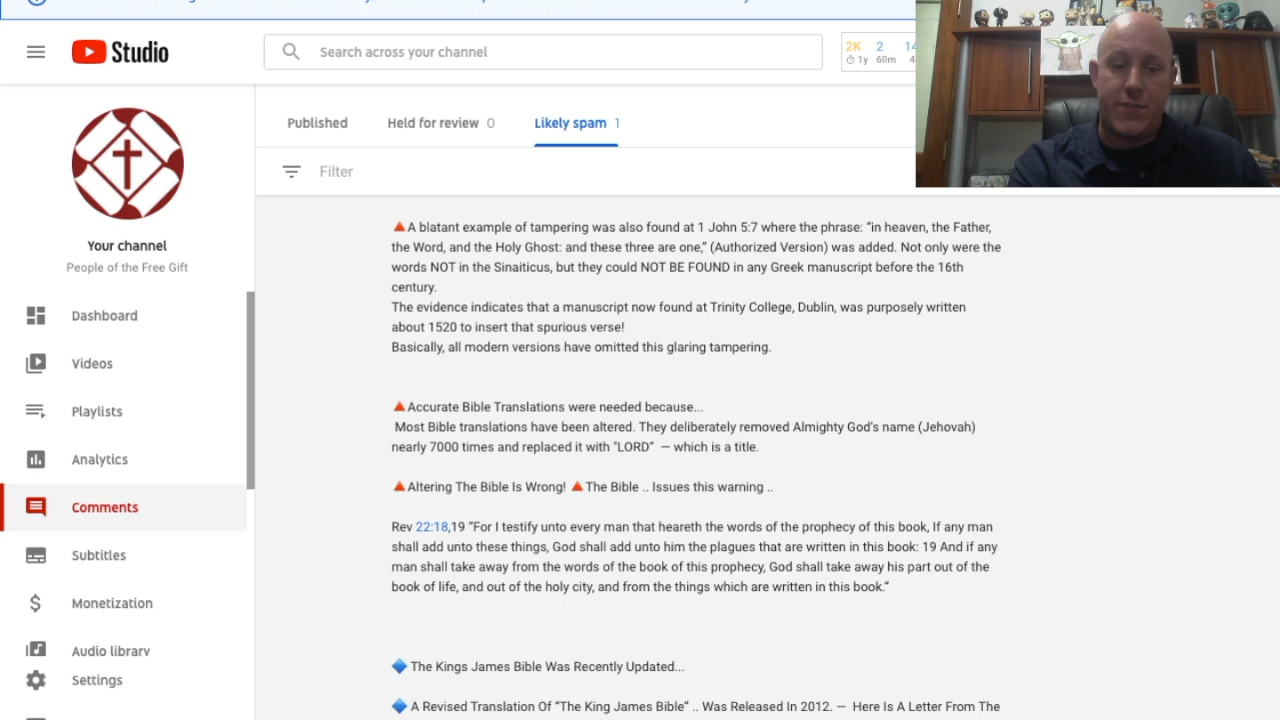 Studio
Search across your channel
2K 2 14
1y 60m 4
Published Held for review 0 Likely spam 1
Filter
Your channel
People of the Free Gift
Dashboard
Videos
Playlists
Analytics
Comments
Subtitles
Monetization
Audio library
Settings
🔺A blatant example of tampering was also found at 1 John 5:7 where the phrase: “in heaven, the Father,
the Word, and the Holy Ghost: and these three are one,” (Authorized Version) was added. Not only were the
words NOT in the Sinaiticus, but they could NOT BE FOUND in any Greek manuscript before the 16th
century.
The evidence indicates that a manuscript now found at Trinity College, Dublin, was purposely written
about 1520 to insert that spurious verse!
Basically, all modern versions have omitted this glaring tampering.
🔺Accurate Bible Translations were needed because...
Most Bible translations have been altered. They deliberately removed Almighty God's name (Jehovah)
nearly 7000 times and replaced it with "LORD” — which is a title.
🔺Altering The Bible Is Wrong! 🔺The Bible .. Issues this warning ..
Rev 22:18,19 “For I testify unto every man that heareth the words of the prophecy of this book, If any man
shall add unto these things, God shall add unto him the plagues that are written in this book: 19 And if any
man shall take away from the words of the book of this prophecy, God shall take away his part out of the
book of life, and out of the holy city, and from the things which are written in this book.”
🔷 The Kings James Bible Was Recently Updated...
🔷 A Revised Translation Of “The King James Bible“ .. Was Released In 2012. — Here Is A Letter From The